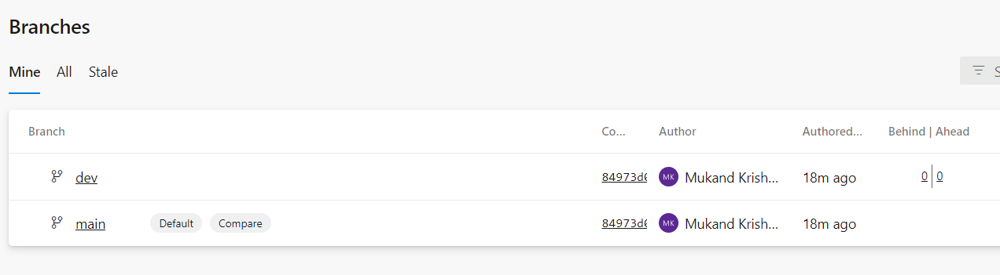 Branches
Mine All Stale
Branch Co... Author Authored... Behind | Ahead
dev 84973d MK Mukand Krish... 18m ago 0 0
main Default Compare 84973d MK Mukand Krish... 18m ago